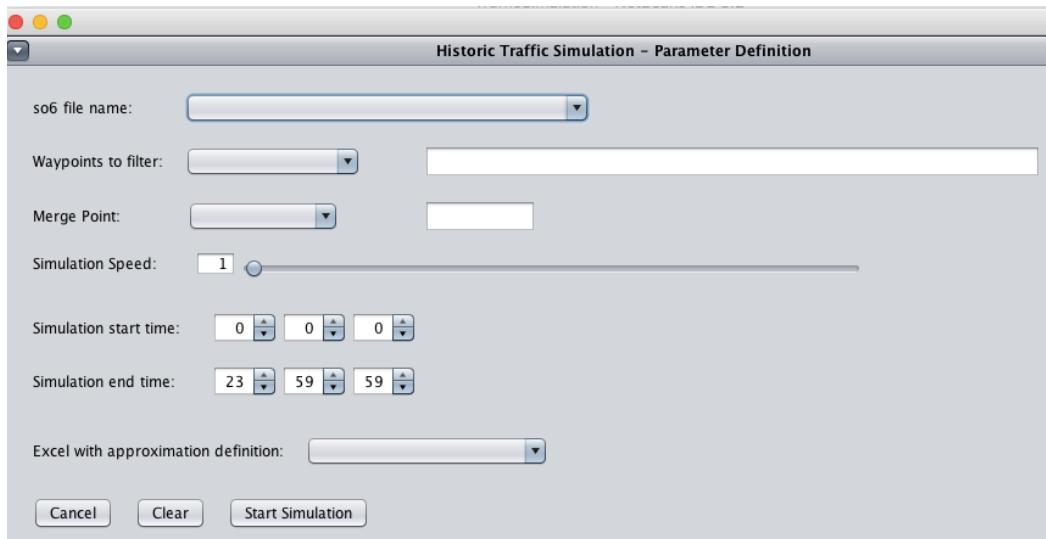 Historic Traffic Simulation – Parameter Definition
so6 file name:
Waypoints to filter:
Merge Point:
Simulation Speed: 1
Simulation start time: 0 0 0
Simulation end time: 23 59 59
Excel with approximation definition:
Cancel Clear Start Simulation